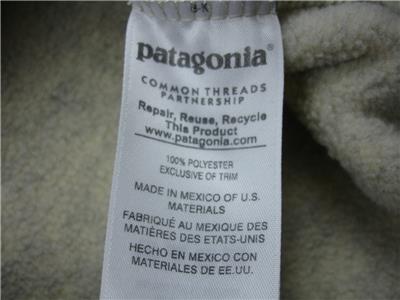 patagonia®
COMMON THREADS
PARTNERSHIP
Repair, Reuse, Recycle
This Product
www.patagonia.com
100% POLYESTER
EXCLUSIVE OF TRIM
MADE IN MEXICO OF U.S.
MATERIALS
FABRIQUÉ AU MEXIQUE DES
MATIÈRES DES ETATS-UNIS
HECHO EN MEXICO CON
MATERIALES DE EE.UU.